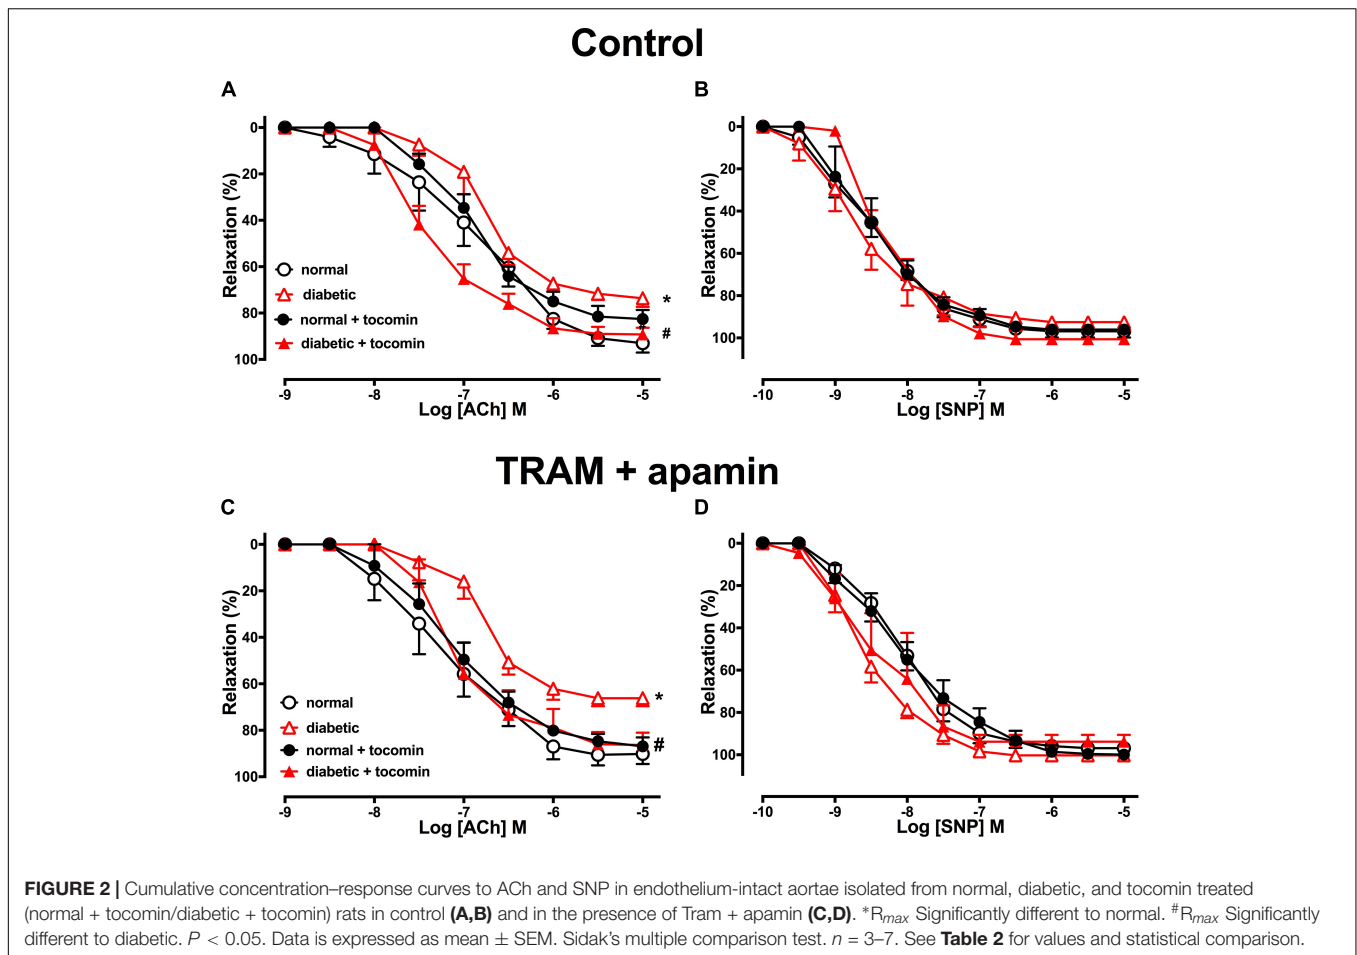 Control
A
0
20
40
60
80
100
Relaxation (%)
normal
diabetic
normal + tocomin
diabetic + tocomin
*
#
-9 -8 -7 -6 -5
Log [ACh] M
B
0
20
40
60
80
100
Relaxation (%)
-10 -9 -8 -7 -6 -5
Log [SNP] M
TRAM + apamin
C
0
20
40
60
80
100
Relaxation (%)
normal
diabetic
normal + tocomin
diabetic + tocomin
*
#
-9 -8 -7 -6 -5
Log [ACh] M
D
0
20
40
60
80
100
Relaxation (%)
-10 -9 -8 -7 -6 -5
Log [SNP] M
FIGURE 2 | Cumulative concentration–response curves to ACh and SNP in endothelium-intact aortae isolated from normal, diabetic, and tocomin treated
(normal + tocomin/diabetic + tocomin) rats in control (A,B) and in the presence of Tram + apamin (C,D). *Rmax Significantly different to normal. #Rmax Significantly
different to diabetic. P < 0.05. Data is expressed as mean ± SEM. Sidak's multiple comparison test. n = 3–7. See Table 2 for values and statistical comparison.